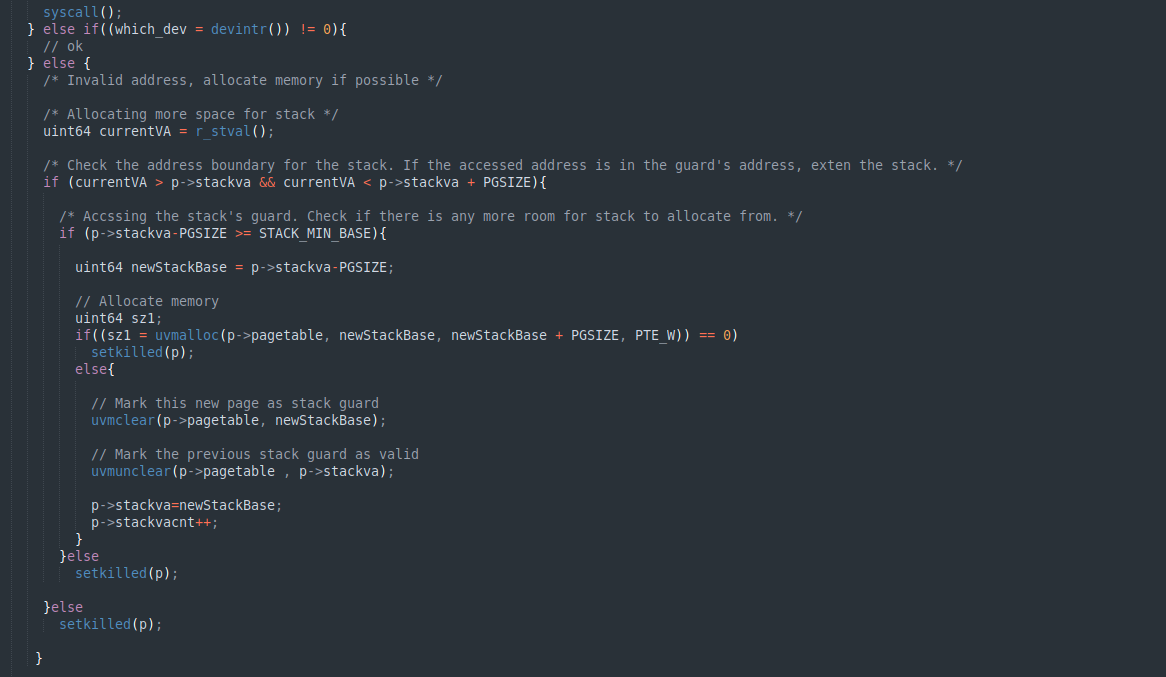 syscall();
} else if((which_dev = devintr()) != 0){
// ok
} else {
/* Invalid address, allocate memory if possible */
/* Allocating more space for stack */
uint64 currentVA = r_stval();
/* Check the address boundary for the stack. If the accessed address is in the guard's address, exten the stack. */
if (currentVA > p->stackva && currentVA < p->stackva + PGSIZE){
/* Accssing the stack's guard. Check if there is any more room for stack to allocate from. */
if (p->stackva-PGSIZE >= STACK_MIN_BASE){
uint64 newStackBase = p->stackva-PGSIZE;
// Allocate memory
uint64 sz1;
if((sz1 = uvmalloc(p->pagetable, newStackBase, newStackBase + PGSIZE, PTE_W)) == 0)
setkilled(p);
else{
// Mark this new page as stack guard
uvmclear(p->pagetable, newStackBase);
// Mark the previous stack guard as valid
uvmunclear(p->pagetable , p->stackva);
p->stackva=newStackBase;
p->stackvacnt++;
}
}else
setkilled(p);
}else
setkilled(p);
}